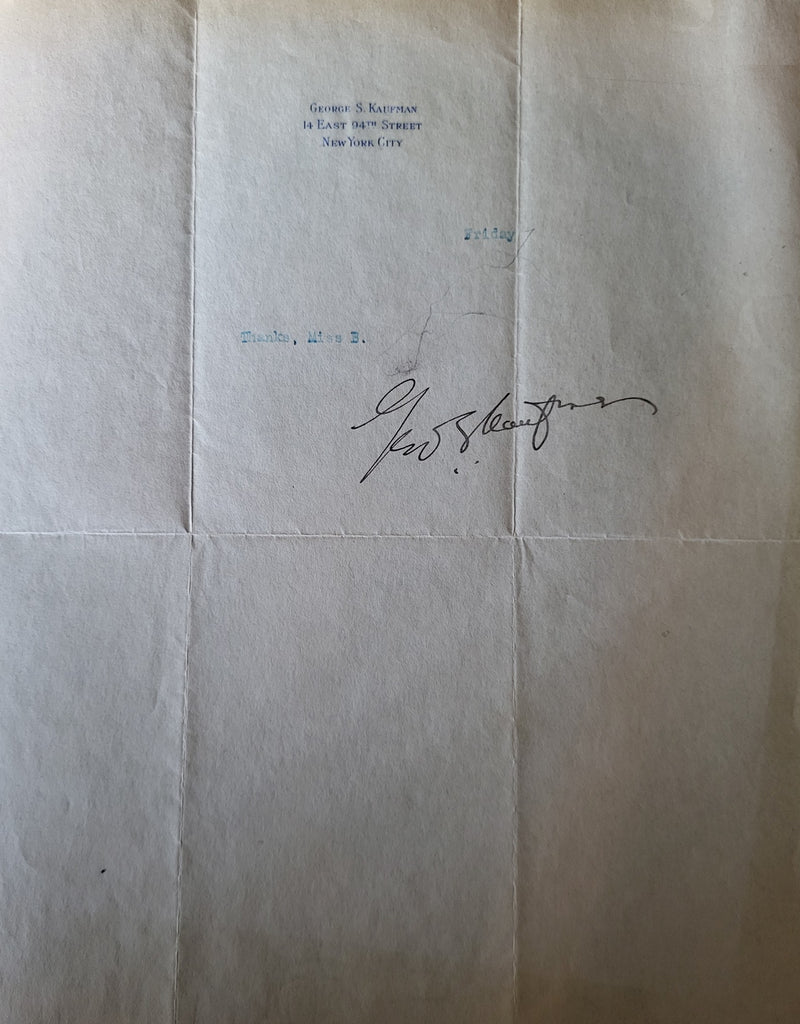 George S. Kaufman
14 East 94th Street
New York City
Friday
Thanks, Miss B.
Geo S Kaufman